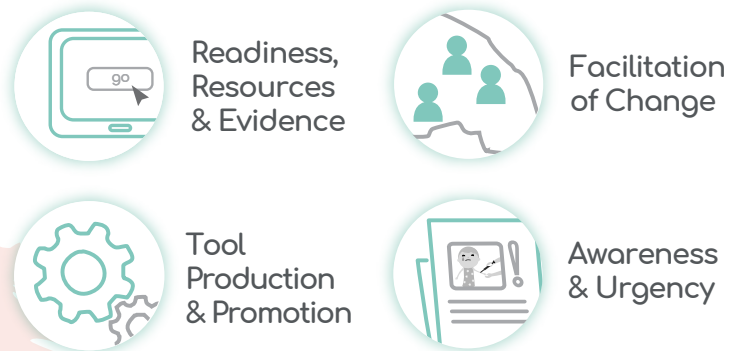 go
Readiness,
Resources
& Evidence
Facilitation
of Change
Tool
Production
& Promotion
Awareness
& Urgency
!